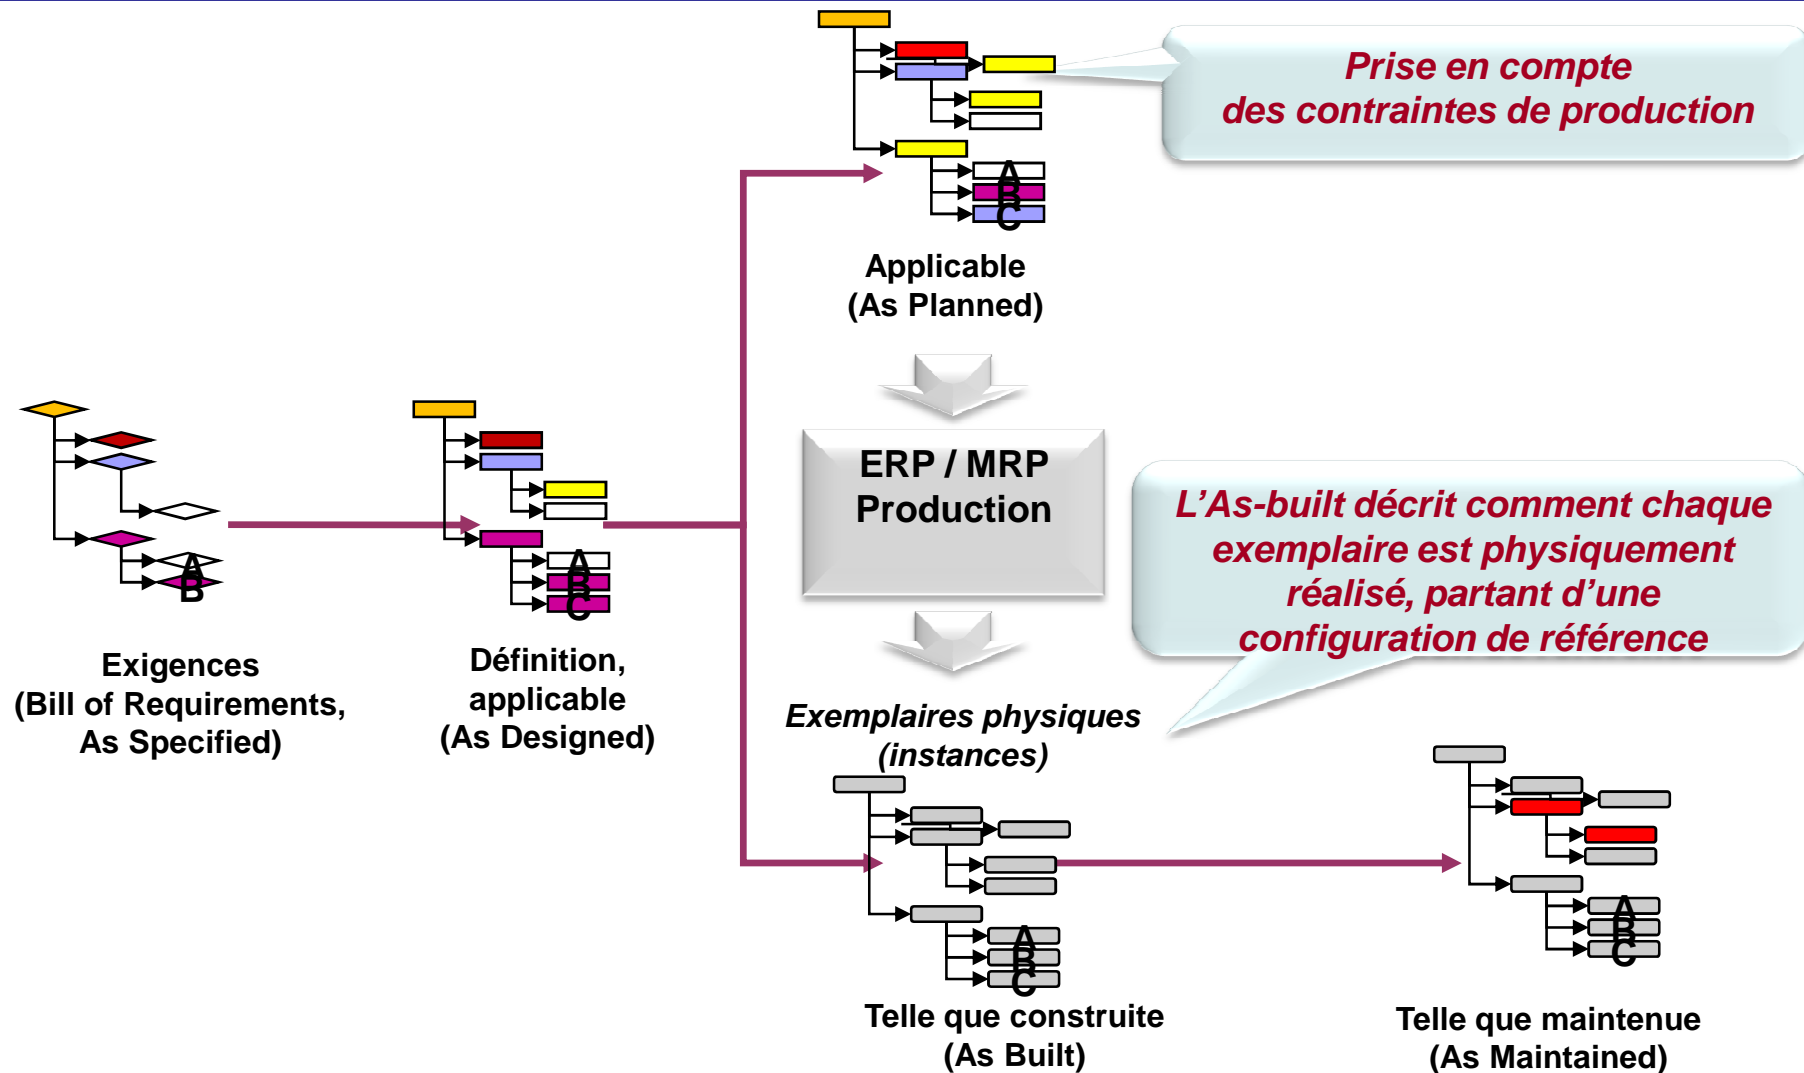 Prise en compte
des contraintes de production
A
B
C
Applicable
(As Planned)
ERP / MRP
Production
L'As-built décrit comment chaque
exemplaire est physiquement
réalisé, partant d'une
configuration de référence
A
B
Exigences
(Bill of Requirements,
As Specified)
A
B
C
Définition,
applicable
(As Designed)
Exemplaires physiques
(instances)
A
B
C
Telle que construite
(As Built)
A
B
C
Telle que maintenue
(As Maintained)